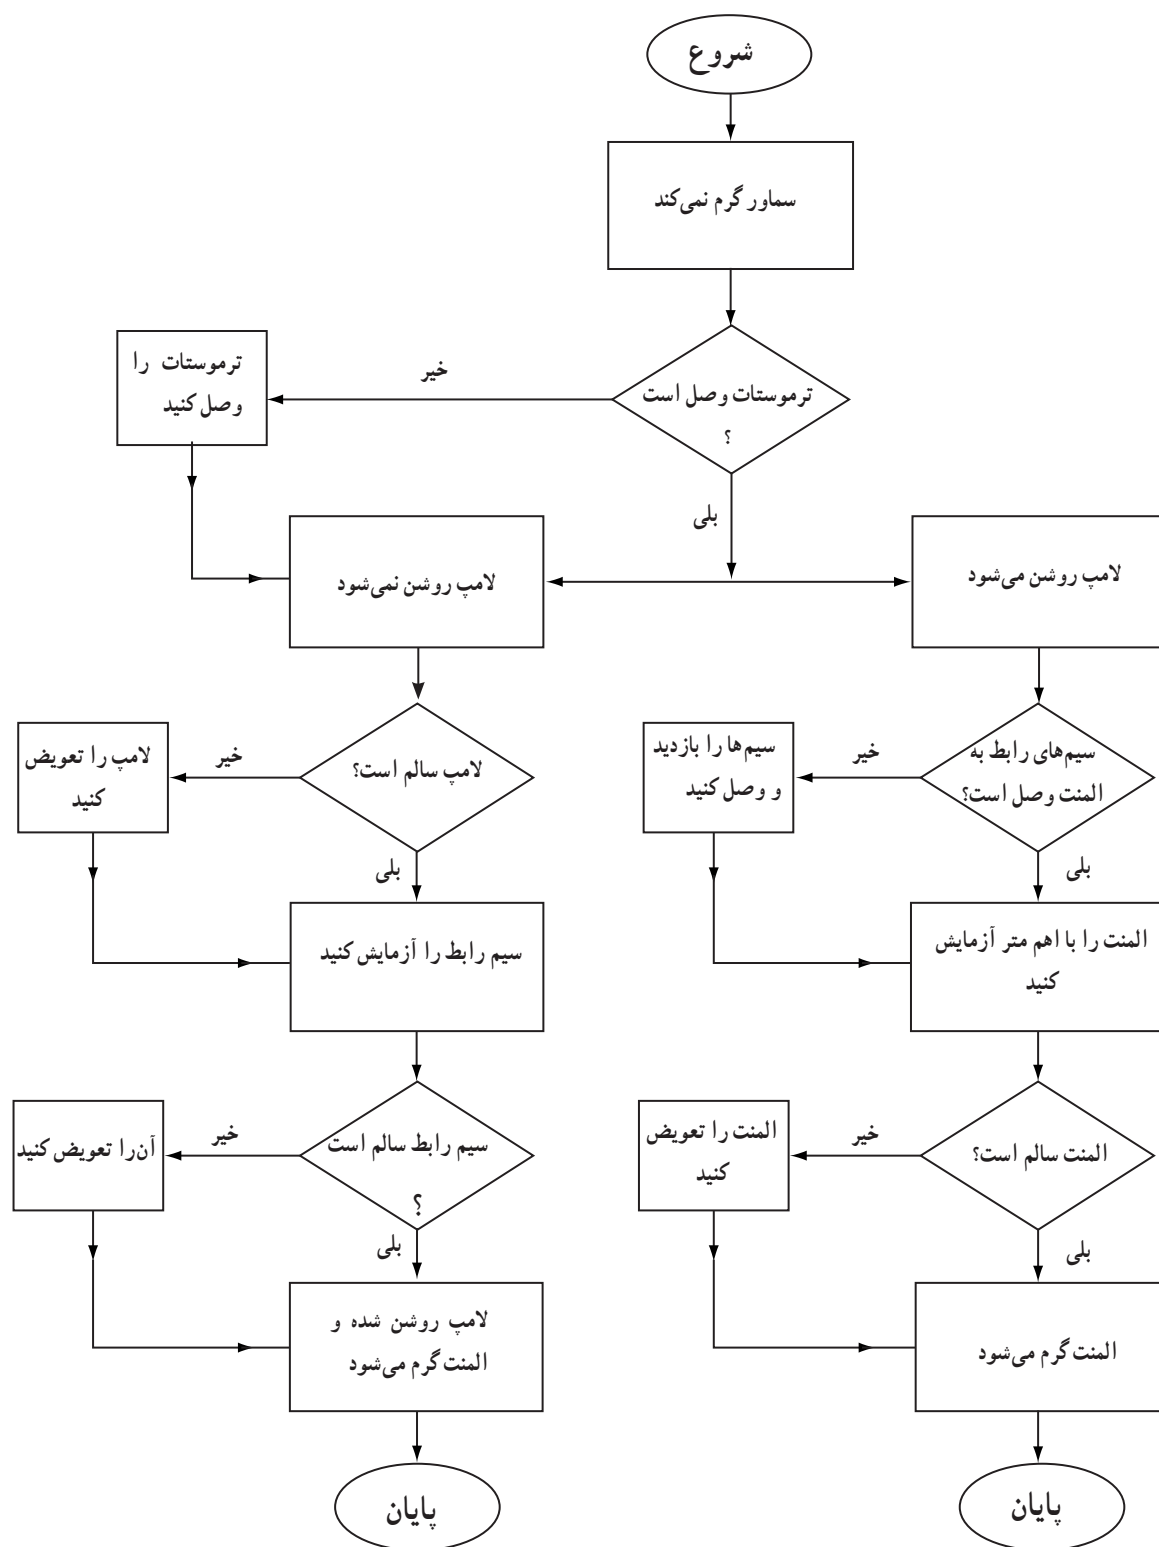 شروع
سماور گرم نمی‌کند
ترموستات وصل است
؟
خیر
ترموستات را
وصل کنید
بلی
لامپ روشن می‌شود
لامپ روشن نمی‌شود
سیم‌های رابط به
المنت وصل است؟
خیر
سیم‌ها را بازدید
و وصل کنید
بلی
المنت را با اهم متر آزمایش
کنید
المنت سالم است؟
خیر
المنت را تعویض
کنید
بلی
المنت گرم می‌شود
پایان
لامپ سالم است؟
خیر
لامپ را تعویض
کنید
بلی
سیم رابط را آزمایش کنید
سیم رابط سالم است
؟
خیر
آن‌را تعویض کنید
بلی
لامپ روشن شده و
المنت گرم می‌شود
پایان